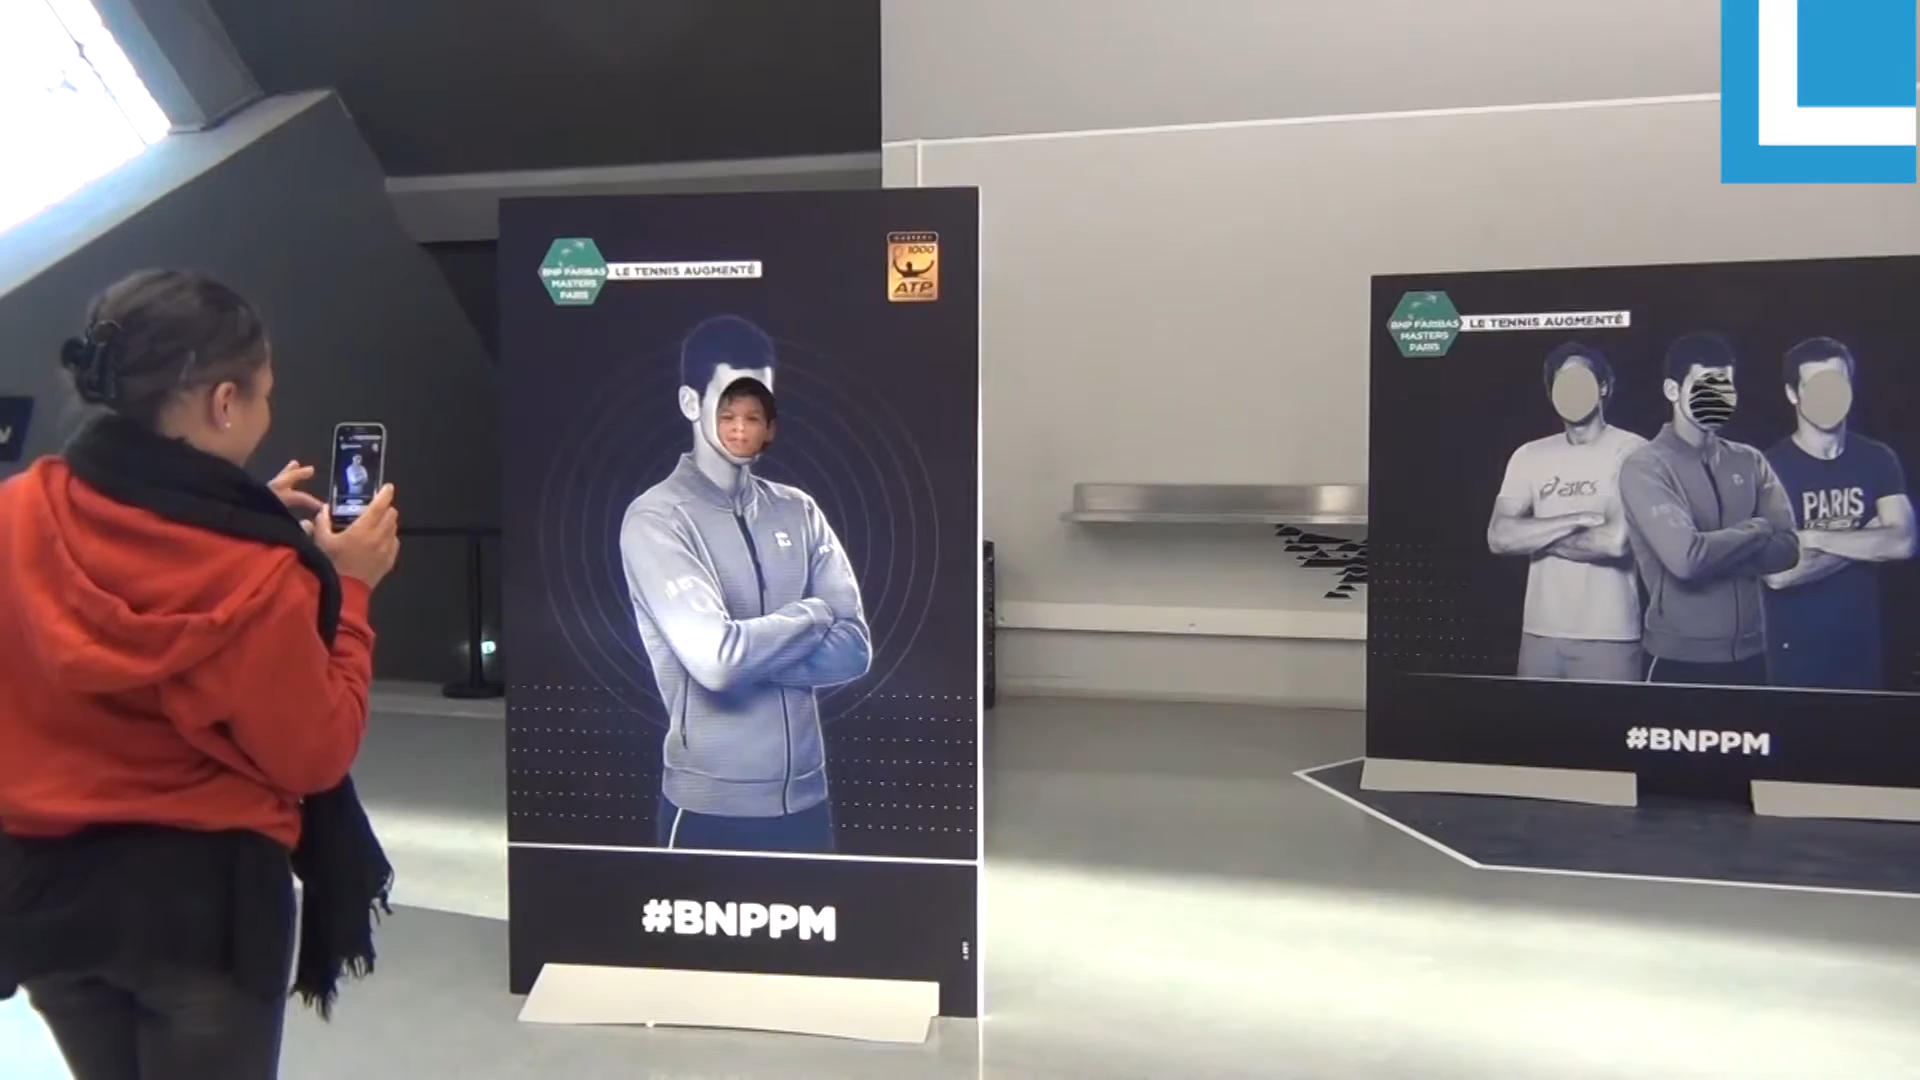 BNP PARIBAS
MASTERS
PARIS
LE TENNIS AUGMENTÉ
MASTERS
1000
ATP
#BNPPM
BNP PARIBAS
MASTERS
PARIS
LE TENNIS AUGMENTÉ
asics
PARIS
#BNPPM